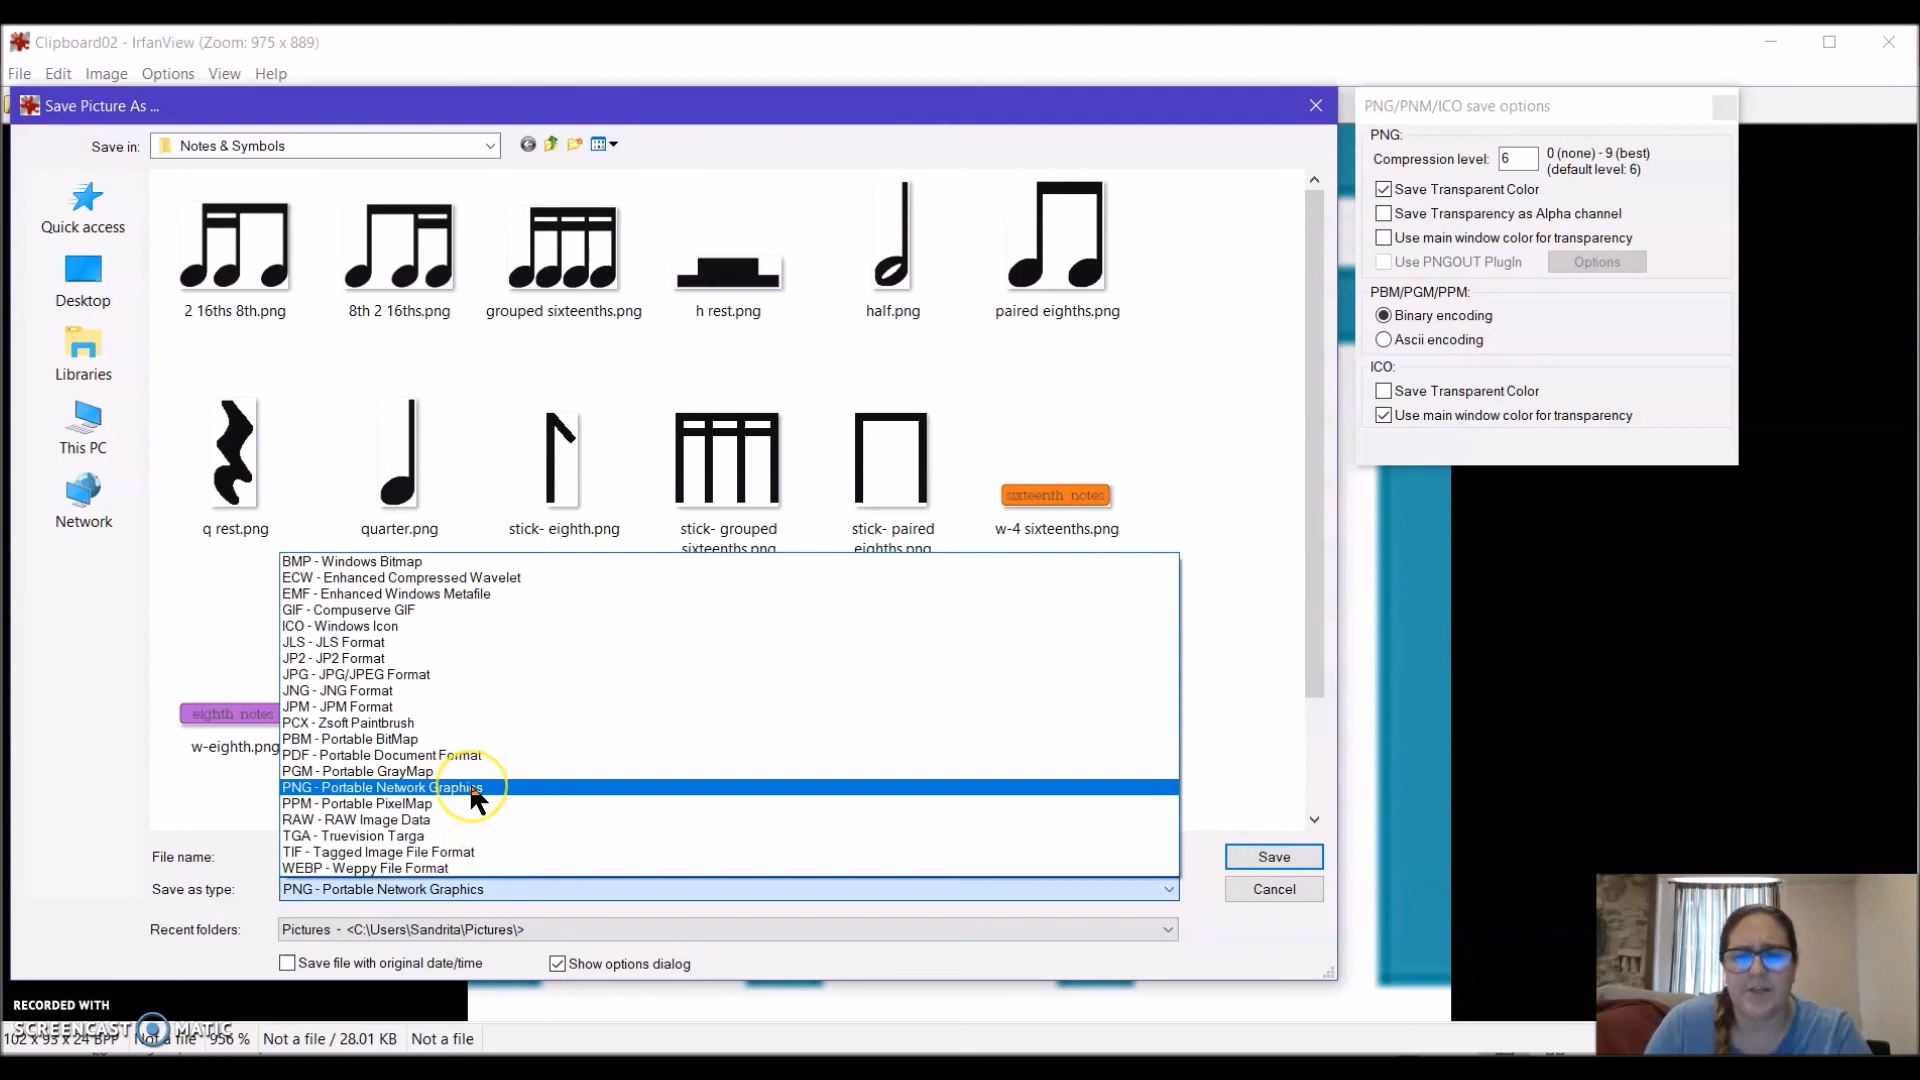 Clipboard02 - IrfanView (Zoom: 975 x 889)
File Edit Image Options View Help
Save Picture As ...
Save in: Notes & Symbols
Quick access
Desktop
Libraries
This PC
Network
2 16ths 8th.png
8th 2 16ths.png
grouped sixteenths.png
h rest.png
half.png
paired eighths.png
q rest.png
quarter.png
stick- eighth.png
stick- grouped
sixteenths.png
stick- paired
eighths.png
sixteenth notes
w-4 sixteenths.png
eighth notes
w-eighth.png
BMP - Windows Bitmap
ECW - Enhanced Compressed Wavelet
EMF - Enhanced Windows Metafile
GIF - Compuserve GIF
ICO - Windows Icon
JLS - JLS Format
JP2 - JP2 Format
JPG - JPG/JPEG Format
JNG - JNG Format
JPM - JPM Format
PCX - Zsoft Paintbrush
PBM - Portable BitMap
PDF - Portable Document Format
PGM - Portable GrayMap
PNG - Portable Network Graphics
PPM - Portable PixelMap
RAW - RAW Image Data
TGA - Truevision Targa
TIF - Tagged Image File Format
WEBP - Weppy File Format
File name:
Save as type: PNG - Portable Network Graphics
Recent folders: Pictures - <C:\Users\Sandrita\Pictures\>
Save file with original date/time
Show options dialog
Save
Cancel
PNG/PNM/ICO save options
PNG:
Compression level: 6 0 (none) - 9 (best)
(default level: 6)
Save Transparent Color
Save Transparency as Alpha channel
Use main window color for transparency
Use PNGOUT PlugIn Options
PBM/PGM/PPM:
Binary encoding
Ascii encoding
ICO:
Save Transparent Color
Use main window color for transparency
RECORDED WITH
SCREENCAST MATIC
102 x 93 x 24 BPP Not a file 956 % Not a file / 28.01 KB Not a file